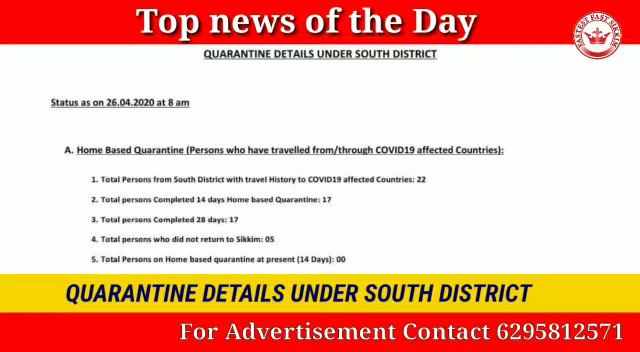 Top news of the Day
FASTEST EAST SIKKIM
QUARANTINE DETAILS UNDER SOUTH DISTRICT
Status as on 26.04.2020 at 8 am
A. Home Based Quarantine (Persons who have travelled from/through COVID19 affected Countries):
1. Total Persons from South District with travel History to COVID19 affected Countries: 22
2. Total persons Completed 14 days Home based Quarantine: 17
3. Total persons Completed 28 days: 17
4. Total persons who did not return to Sikkim: 05
5. Total Persons on Home based quarantine at present (14 Days): 00
QUARANTINE DETAILS UNDER SOUTH DISTRICT
For Advertisement Contact 6295812571